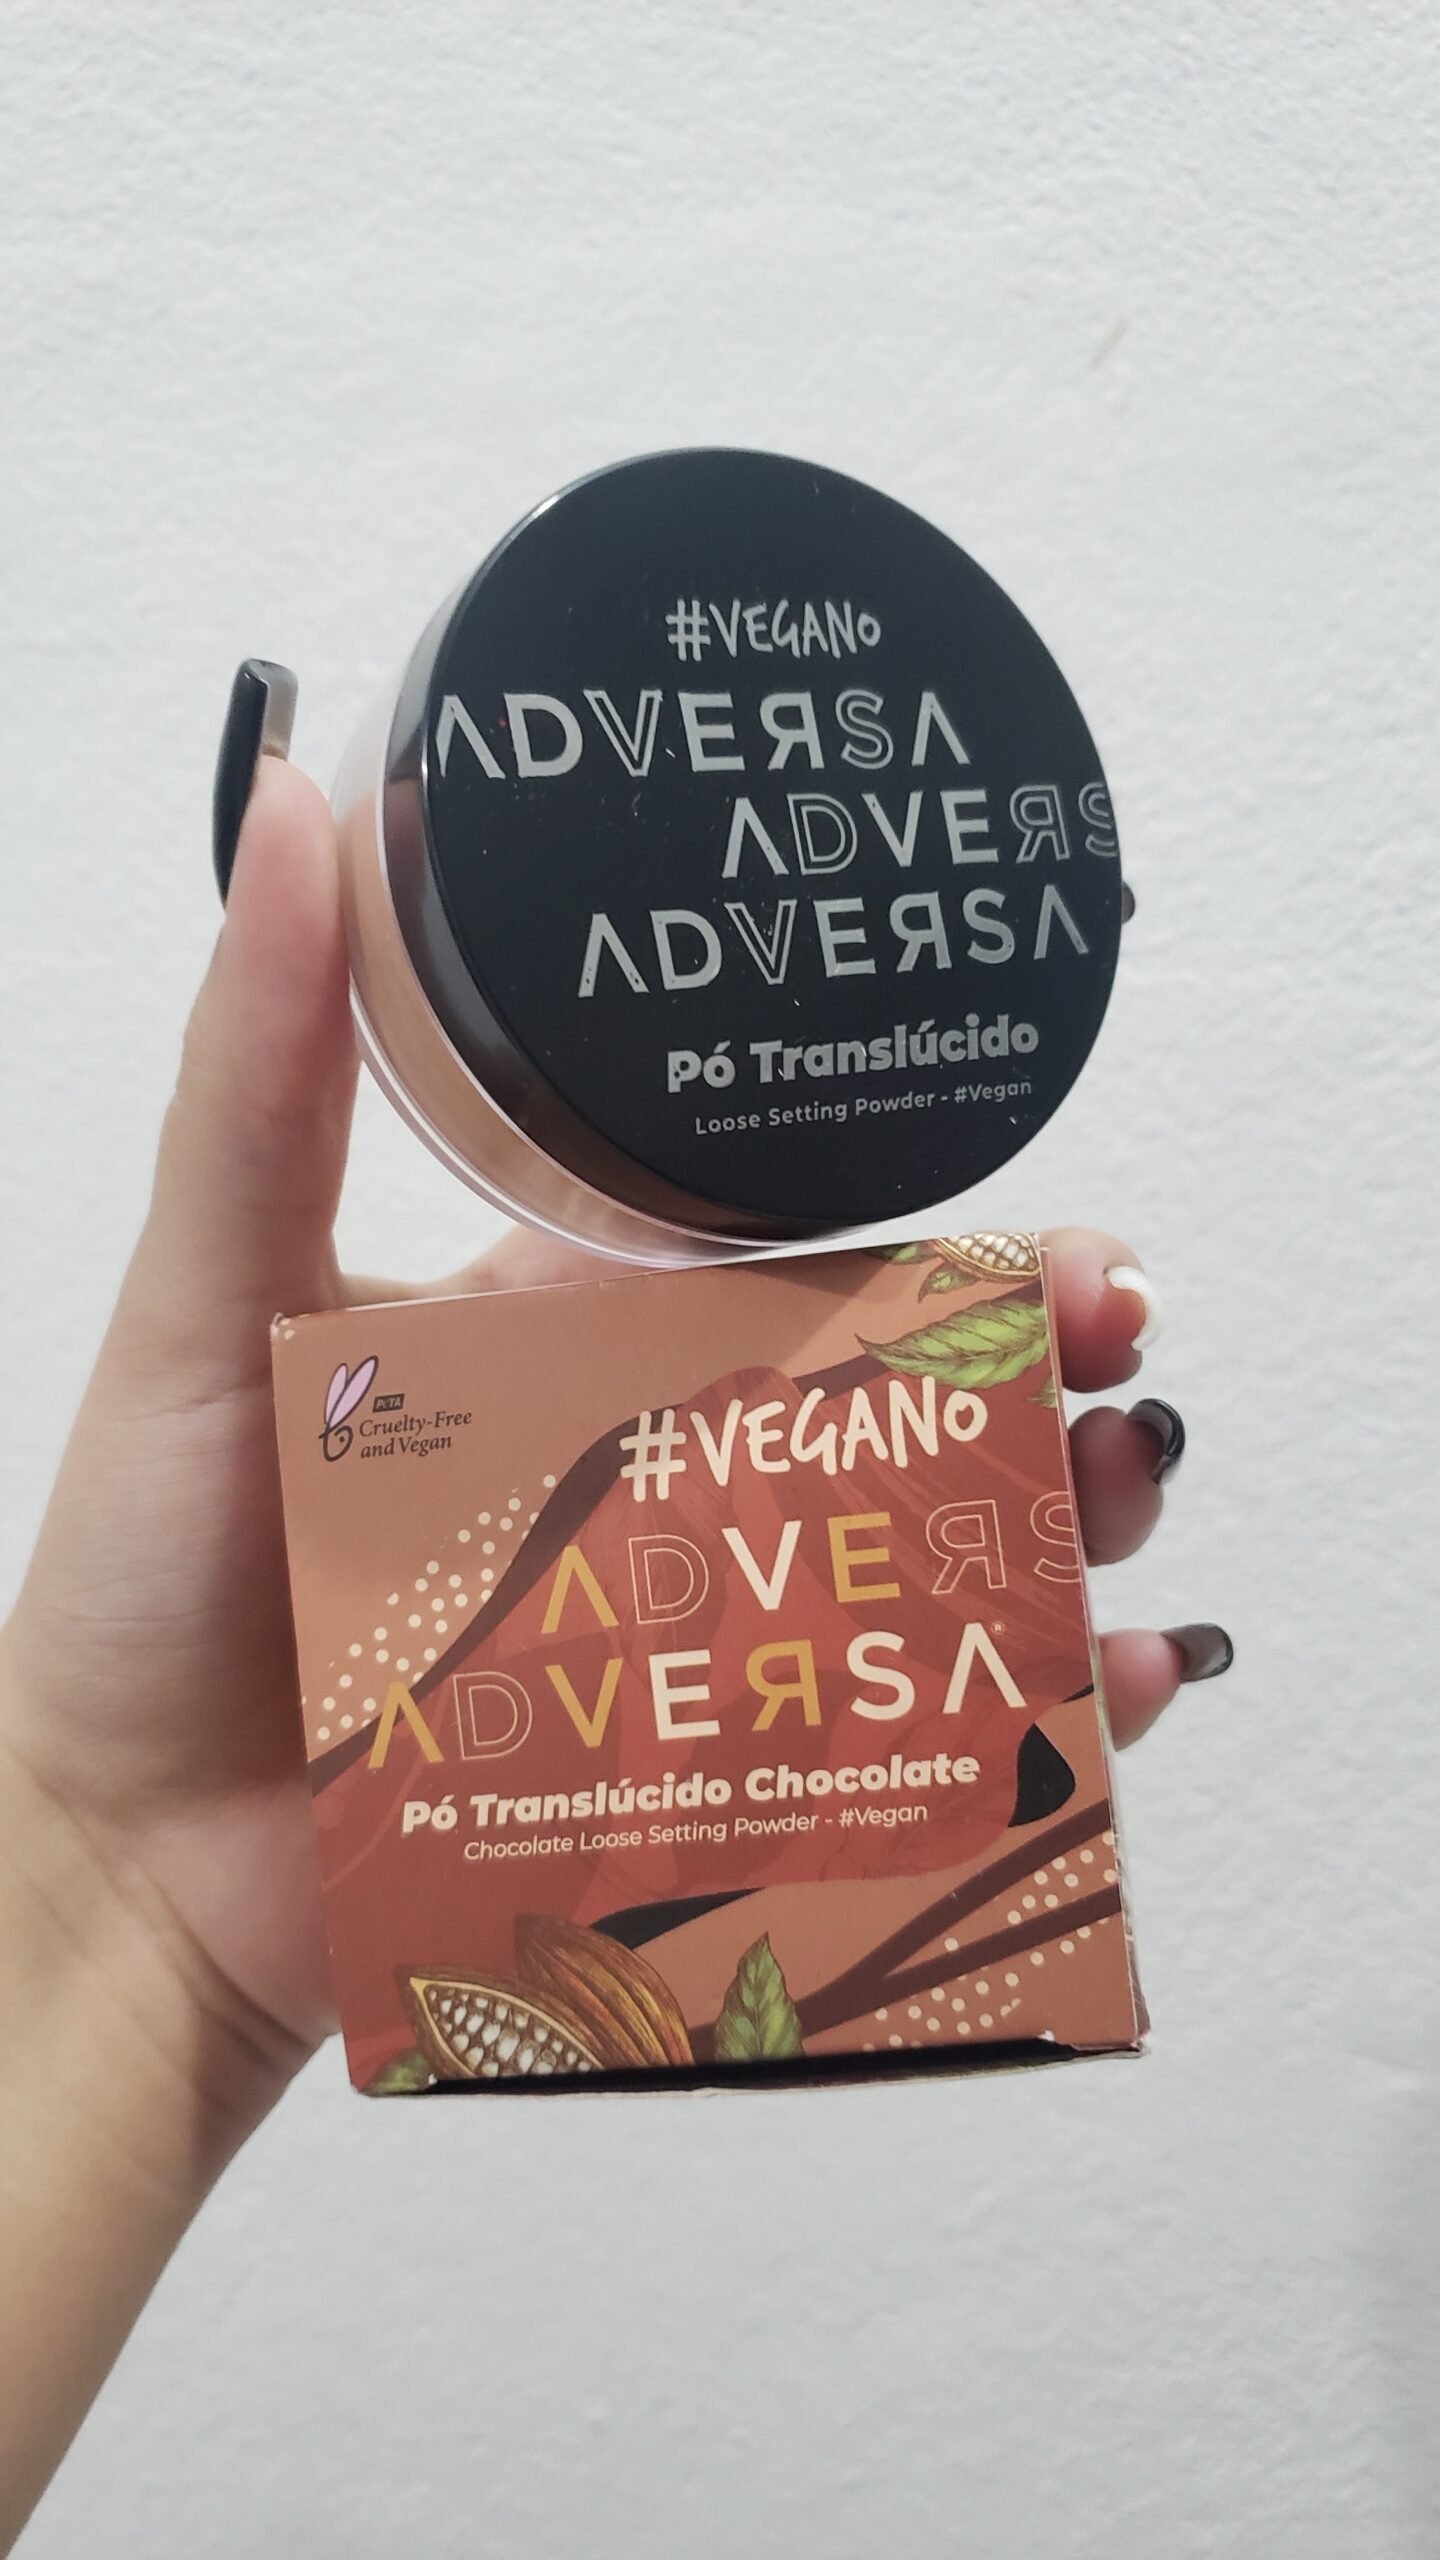 #VEGANO
ADVERSA
ADVERS
ADVERSA
Pó Translúcido
Loose Setting Powder - #Vegan
PETA
Cruelty-Free
and Vegan
#VEGANO
ADVERS
ADVERSA®
Pó Translúcido Chocolate
Chocolate Loose Setting Powder - #Vegan